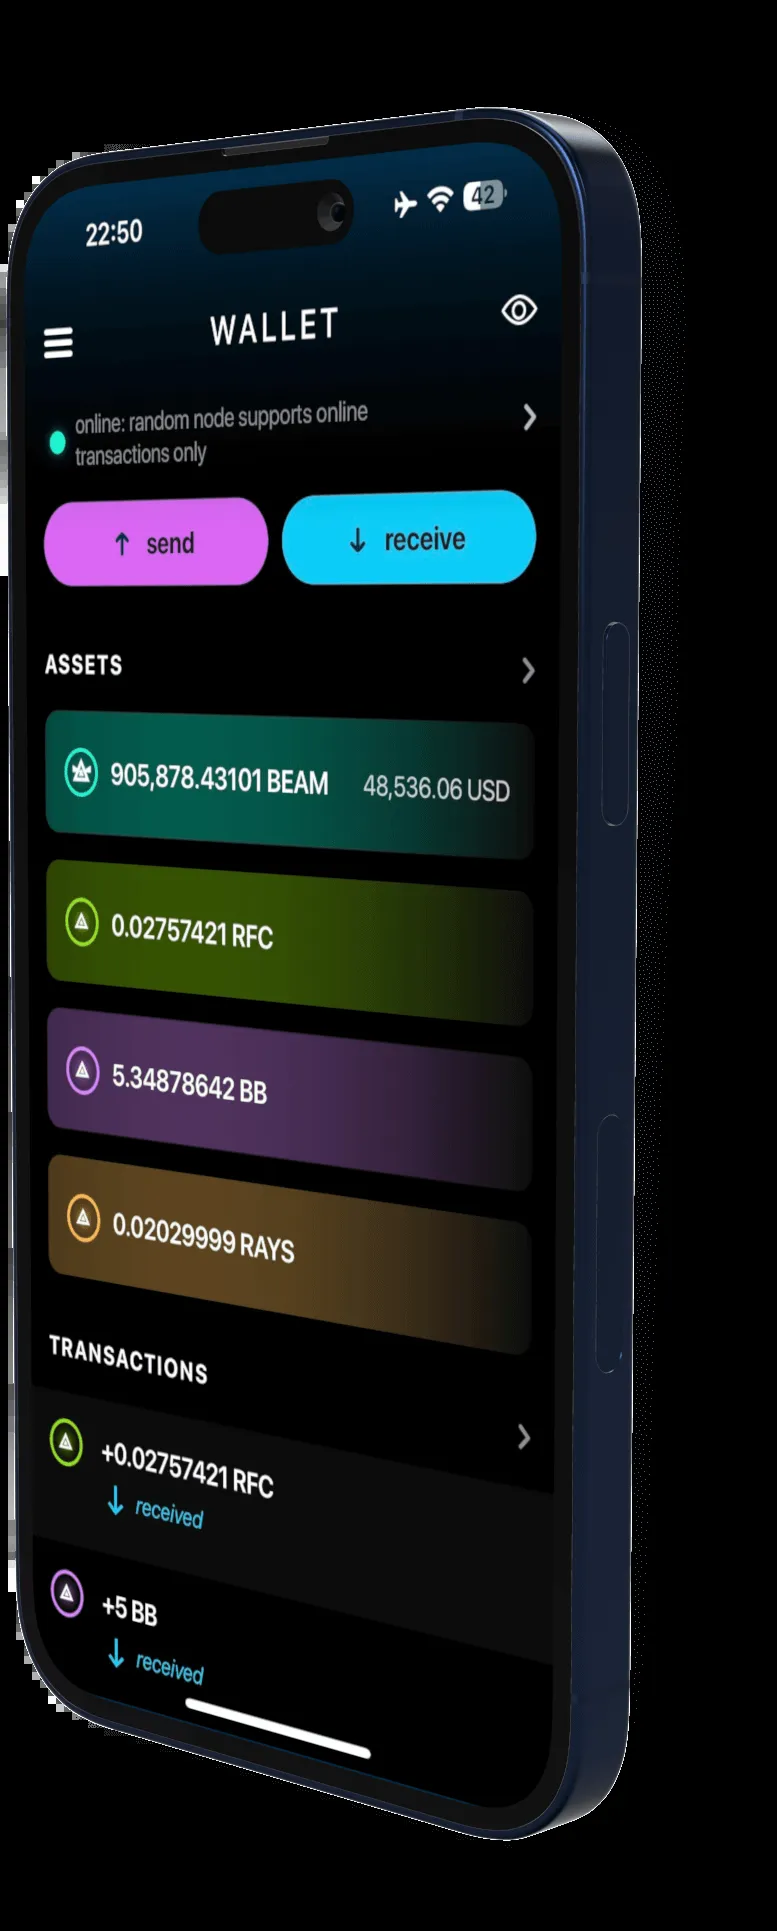 22:50
42
WALLET
online: random node supports online
transactions only
send
receive
ASSETS
905,878.43101 BEAM 48,536.06 USD
0.02757421 RFC
5.34878642 BB
0.02029999 RAYS
TRANSACTIONS
+0.02757421 RFC
received
+5 BB
received